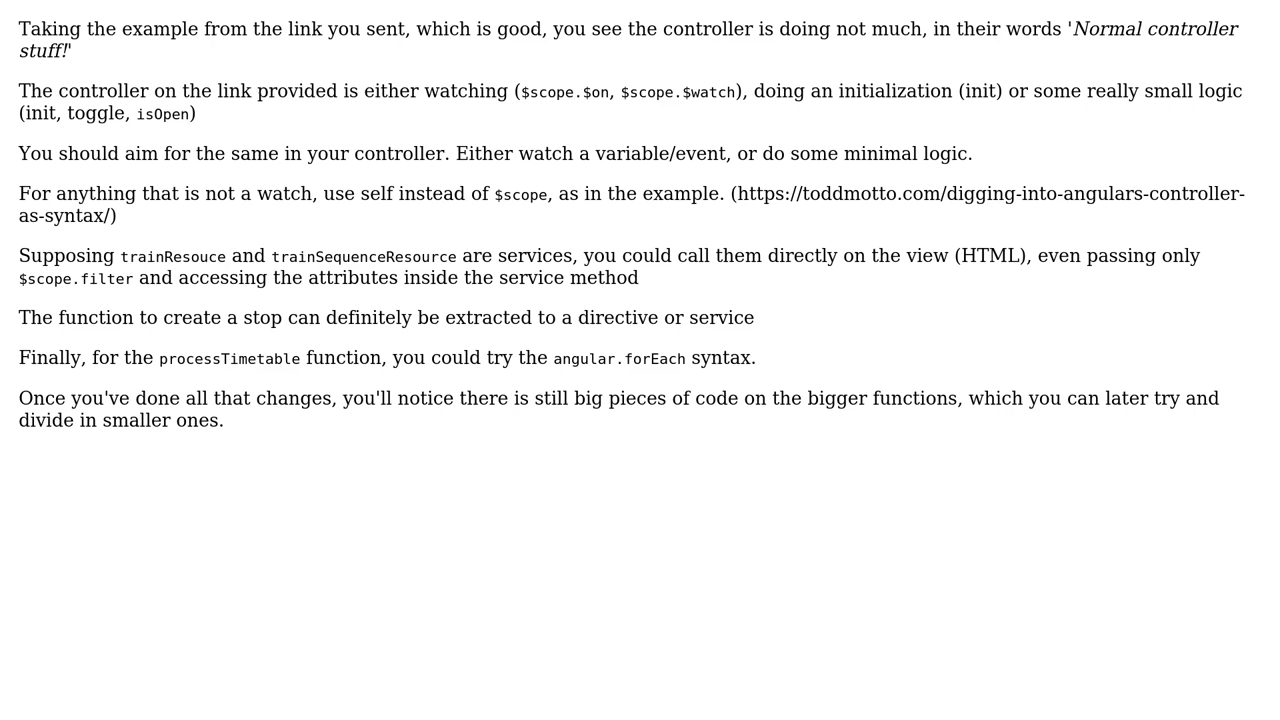 Taking the example from the link you sent, which is good, you see the controller is doing not much, in their words 'Normal controller
stuff!'
The controller on the link provided is either watching ($scope.$on, $scope.$watch), doing an initialization (init) or some really small logic
(init, toggle, isOpen)
You should aim for the same in your controller. Either watch a variable/event, or do some minimal logic.
For anything that is not a watch, use self instead of $scope, as in the example. (https://toddmotto.com/digging-into-angulars-controller-
as-syntax/)
Supposing trainResouce and trainSequenceResource are services, you could call them directly on the view (HTML), even passing only
$scope.filter and accessing the attributes inside the service method
The function to create a stop can definitely be extracted to a directive or service
Finally, for the processTimetable function, you could try the angular.forEach syntax.
Once you've done all that changes, you'll notice there is still big pieces of code on the bigger functions, which you can later try and
divide in smaller ones.